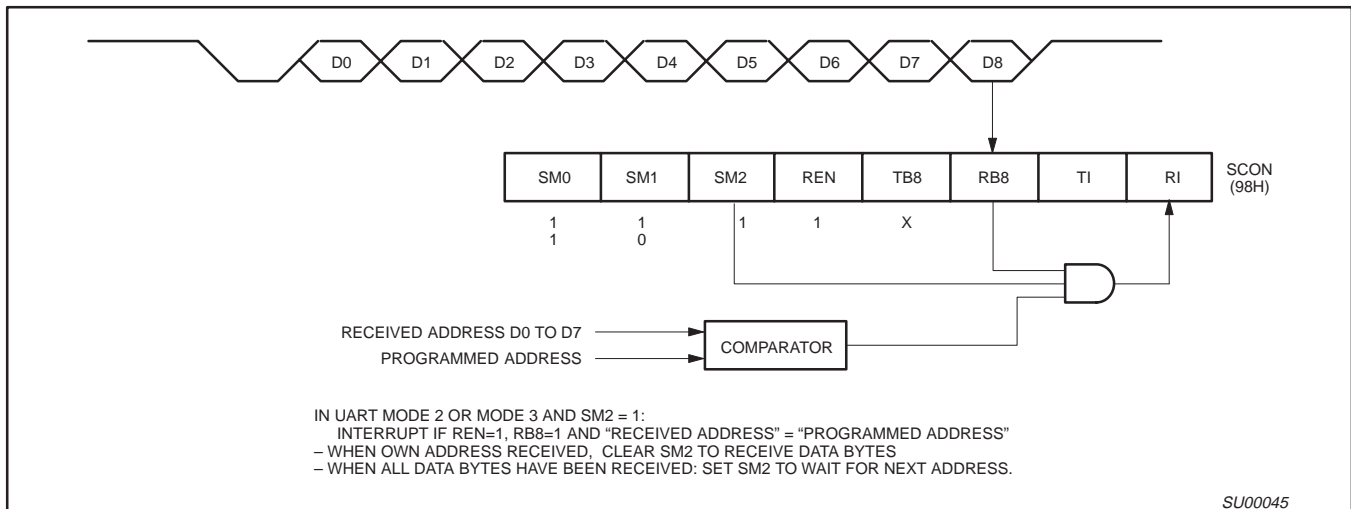 D0 D1 D2 D3 D4 D5 D6 D7 D8
SM0 SM1 SM2 REN TB8 RB8 TI RI
SCON
(98H)
1 1 1 1 X
1 0
RECEIVED ADDRESS D0 TO D7
PROGRAMMED ADDRESS
COMPARATOR
IN UART MODE 2 OR MODE 3 AND SM2 = 1:
INTERRUPT IF REN=1, RB8=1 AND “RECEIVED ADDRESS” = “PROGRAMMED ADDRESS”
– WHEN OWN ADDRESS RECEIVED, CLEAR SM2 TO RECEIVE DATA BYTES
– WHEN ALL DATA BYTES HAVE BEEN RECEIVED: SET SM2 TO WAIT FOR NEXT ADDRESS.
SU00045